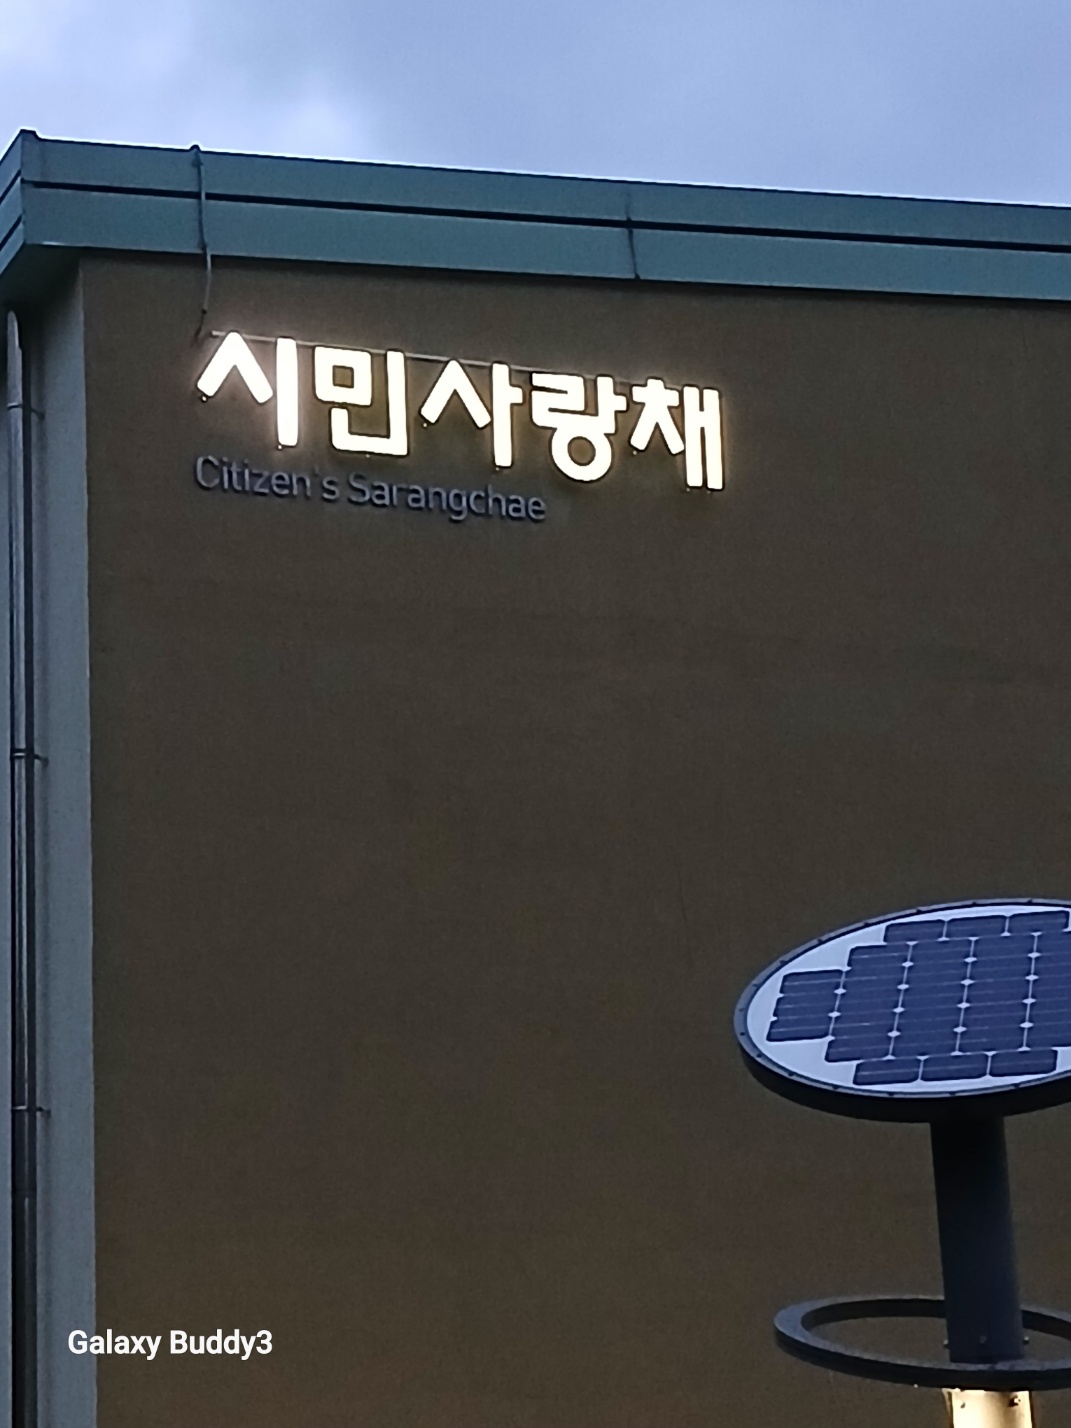 시민사랑채
Citizen's Sarangchae
Galaxy Buddy3